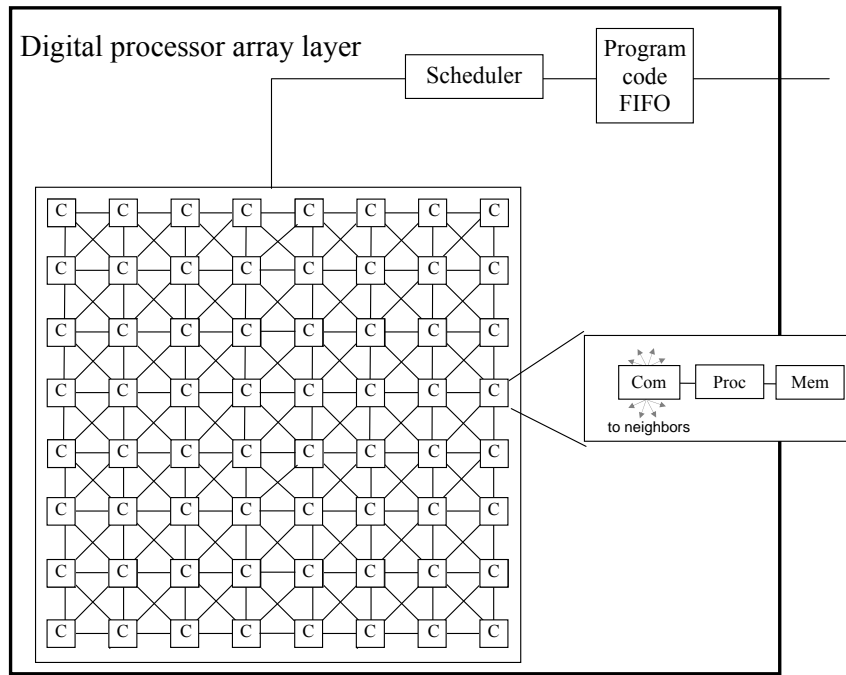 Digital processor array layer
Scheduler
Program
code
FIFO
C C C C C C C C
C C C C C C C C
C C C C C C C C
C C C C C C C C
C C C C C C C C
C C C C C C C C
C C C C C C C C
C C C C C C C C
Com Proc Mem
to neighbors